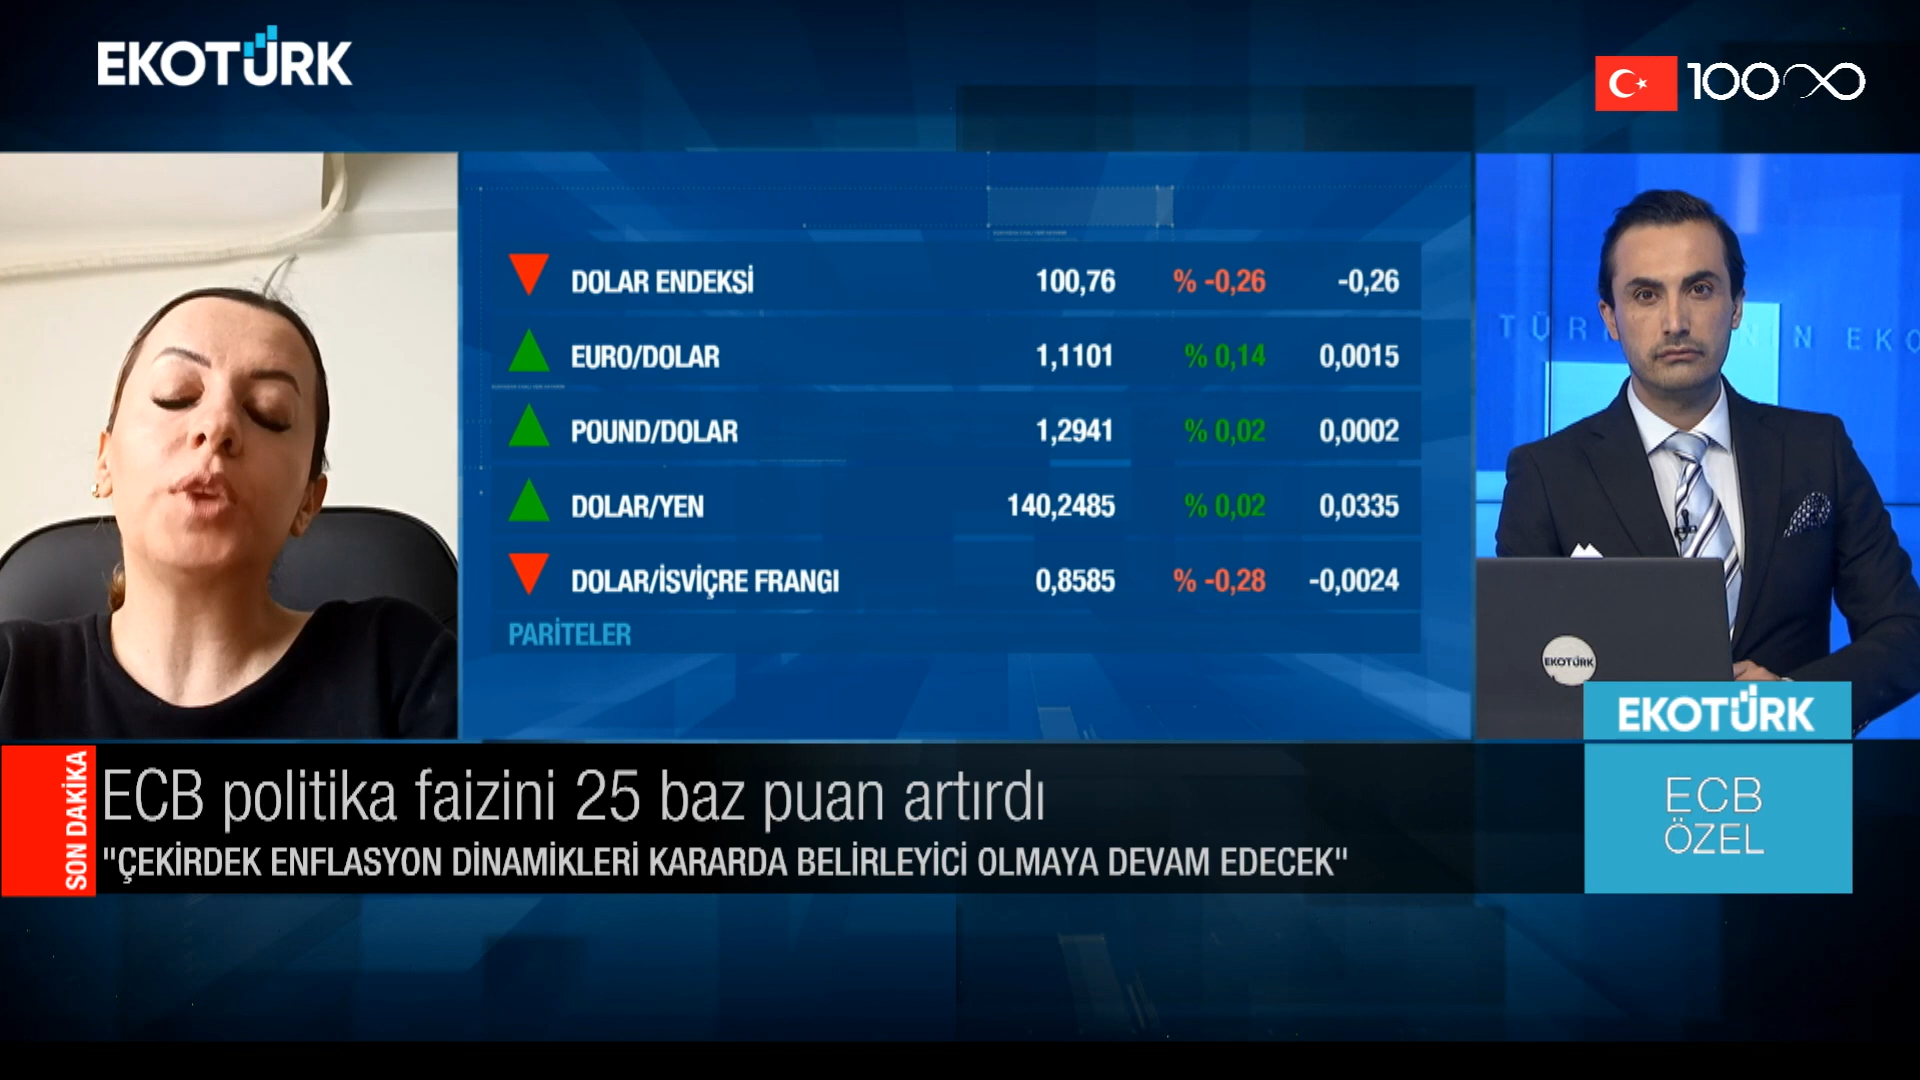 EKOTÜRK
100
DOLAR ENDEKSİ 100,76 % -0,26 -0,26
EURO/DOLAR 1,1101 % 0,14 0,0015
POUND/DOLAR 1,2941 % 0,02 0,0002
DOLAR/YEN 140,2485 % 0,02 0,0335
DOLAR/İSVİÇRE FRANGI 0,8585 % -0,28 -0,0024
PARİTELER
EKO
EKOTÜRK
EKOTÜRK
SON DAKİKA
ECB politika faizini 25 baz puan artırdı
"ÇEKİRDEK ENFLASYON DİNAMİKLERİ KARARDA BELİRLEYİCİ OLMAYA DEVAM EDECEK"
ECB
ÖZEL